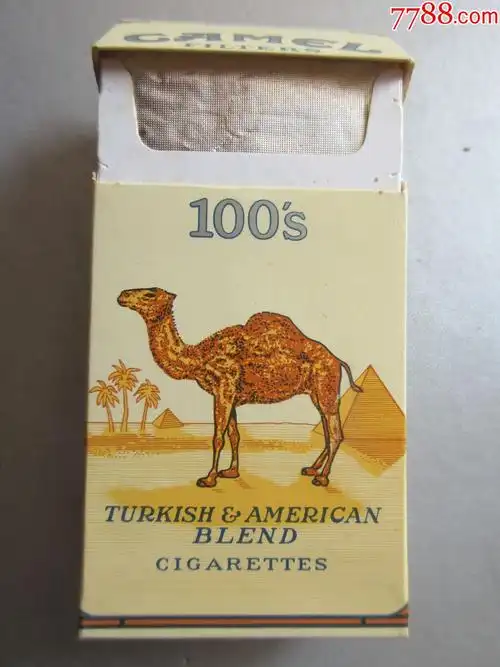 7788.com
CAMEL
FILTERS
100's
TURKISH & AMERICAN
BLEND
CIGARETTES